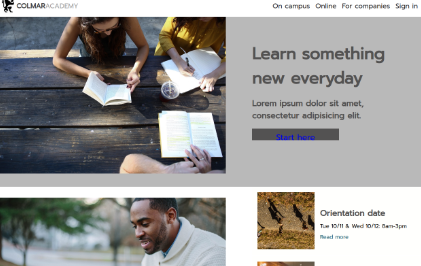 COLMARACADEMY
On campus Online For companies Sign in
Learn something
new everyday
Lorem ipsum dolor sit amet,
consectetur adipisicing elit.
Start here
Orientation date
Tue 10/11 & Wed 10/12: 8am-3pm
Read more